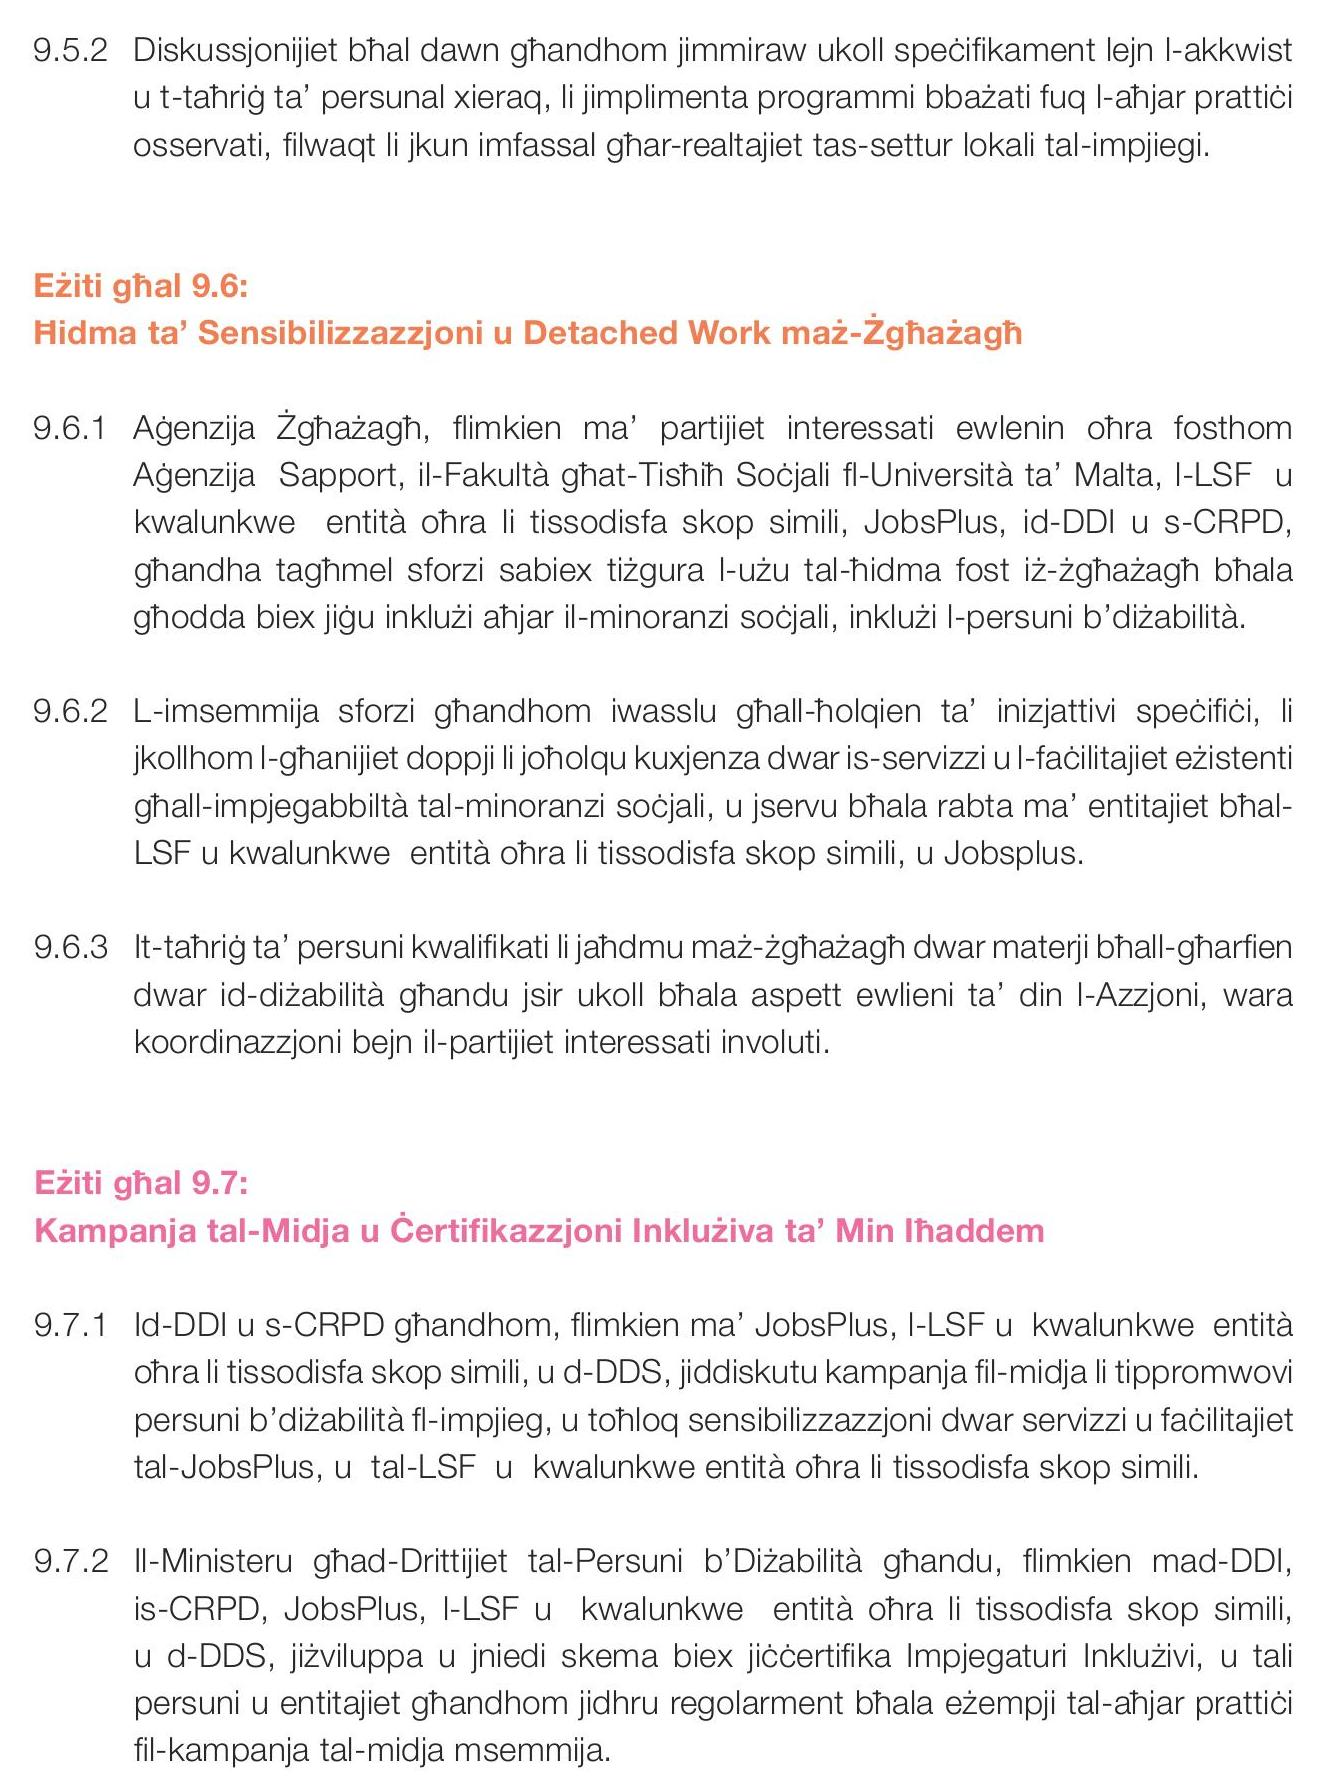 9.5.2 Diskussjonijiet bħal dawn għandhom jimmiraw ukoll speċifikament lejn l-akkwist
u t-taħriġ ta’ persunal xieraq, li jimplimenta programmi bbażati fuq l-aħjar prattiċi
osservati, filwaqt li jkun imfassal għar-realtajiet tas-settur lokali tal-impjiegi.
Eżiti għal 9.6:
Ħidma ta’ Sensibilizzazzjoni u Detached Work maż-Żgħażagħ
9.6.1 Aġenzija Żgħażagħ, flimkien ma’ partijiet interessati ewlenin oħra fosthom
Aġenzija Sapport, il-Fakultà għat-Tisħiħ Soċjali fl-Università ta’ Malta, l-LSF u
kwalunkwe entità oħra li tissodisfa skop simili, JobsPlus, id-DDI u s-CRPD,
għandha tagħmel sforzi sabiex tiżgura l-użu tal-ħidma fost iż-żgħażagħ bħala
għodda biex jiġu inklużi aħjar il-minoranzi soċjali, inklużi l-persuni b’diżabilità.
9.6.2 L-imsemmija sforzi għandhom iwasslu għall-ħolqien ta’ inizjattivi speċifiċi, li
jkollhom l-għanijiet doppji li joħolqu kuxjenza dwar is-servizzi u l-faċilitajiet eżistenti
għall-impjegabbiltà tal-minoranzi soċjali, u jservu bħala rabta ma’ entitajiet bħal-
LSF u kwalunkwe entità oħra li tissodisfa skop simili, u Jobsplus.
9.6.3 It-taħriġ ta’ persuni kwalifikati li jaħdmu maż-żgħażagħ dwar materji bħall-għarfien
dwar id-diżabilità għandu jsir ukoll bħala aspett ewlieni ta’ din l-Azzjoni, wara
koordinazzjoni bejn il-partijiet interessati involuti.
Eżiti għal 9.7:
Kampanja tal-Midja u Ċertifikazzjoni Inklużiva ta’ Min Iħaddem
9.7.1 Id-DDI u s-CRPD għandhom, flimkien ma’ JobsPlus, l-LSF u kwalunkwe entità
oħra li tissodisfa skop simili, u d-DDS, jiddiskutu kampanja fil-midja li tippromwovi
persuni b’diżabilità fl-impjieg, u toħloq sensibilizzazzjoni dwar servizzi u faċilitajiet
tal-JobsPlus, u tal-LSF u kwalunkwe entità oħra li tissodisfa skop simili.
9.7.2 Il-Ministeru għad-Drittijiet tal-Persuni b’Diżabilità għandu, flimkien mad-DDI,
is-CRPD, JobsPlus, l-LSF u kwalunkwe entità oħra li tissodisfa skop simili,
u d-DDS, jiżviluppa u jniedi skema biex jiċċertifika Impjegaturi Inklużivi, u tali
persuni u entitajiet għandhom jidhru regolarment bħala eżempji tal-aħjar prattiċi
fil-kampanja tal-midja msemmija.